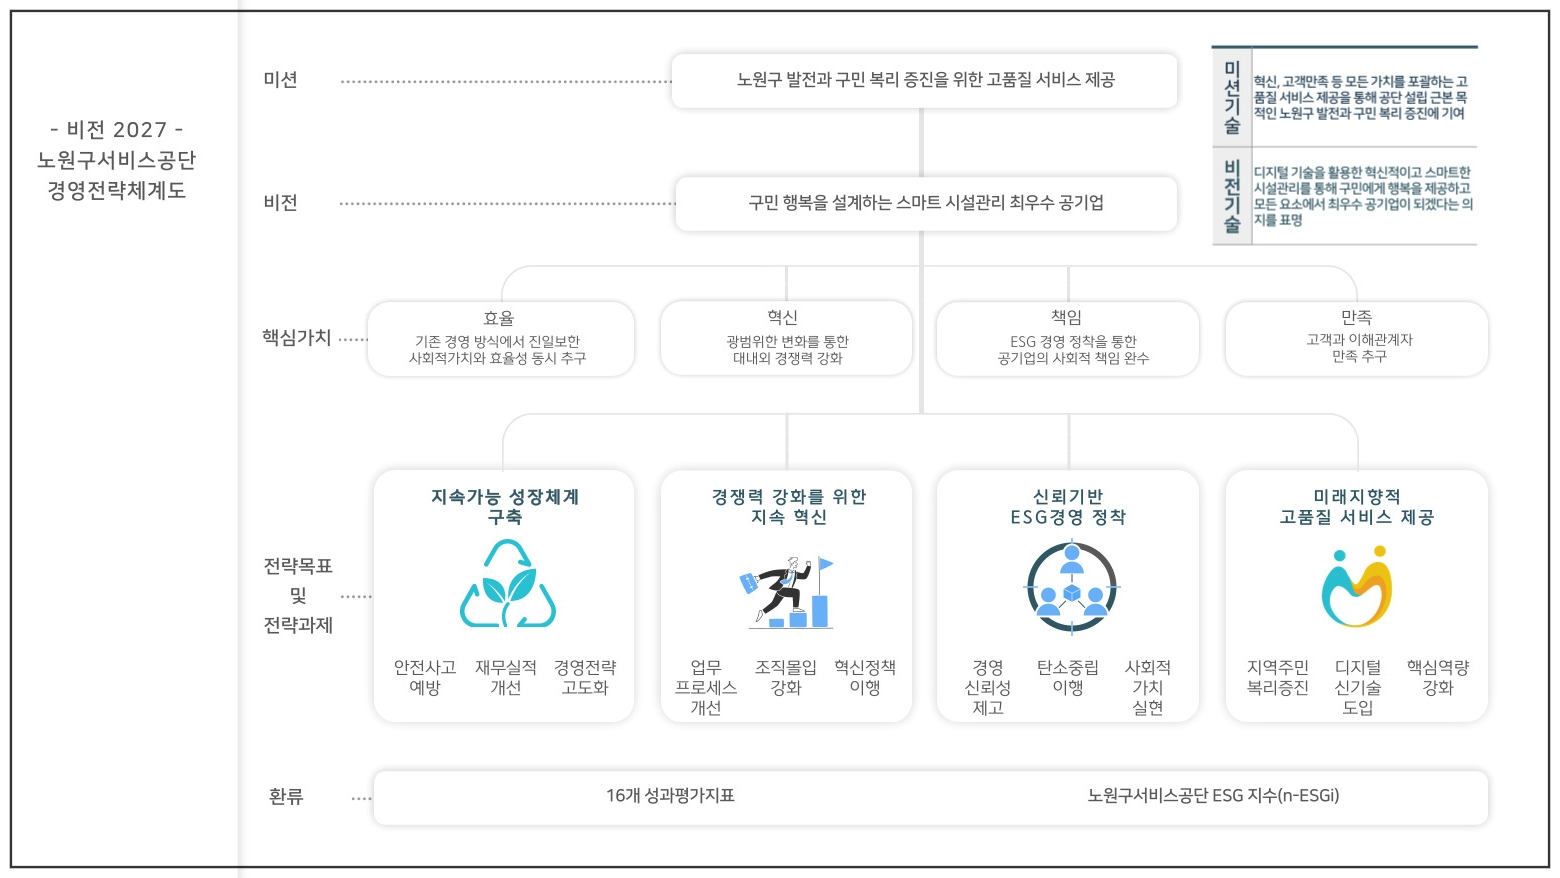 - 비전 2027 -
노원구서비스공단
경영전략체계도
미션
노원구 발전과 구민 복리 증진을 위한 고품질 서비스 제공
미션기술
혁신, 고객만족 등 모든 가치를 포괄하는 고
품질 서비스 제공을 통해 공단 설립 근본 목
적인 노원구 발전과 구민 복리 증진에 기여
비전
구민 행복을 설계하는 스마트 시설관리 최우수 공기업
비전기술
디지털 기술을 활용한 혁신적이고 스마트한
시설관리를 통해 구민에게 행복을 제공하고
모든 요소에서 최우수 공기업이 되겠다는 의
지를 표명
핵심가치
효율
기존 경영 방식에서 진일보한
사회적가치와 효율성 동시 추구
혁신
광범위한 변화를 통한
대내외 경쟁력 강화
책임
ESG 경영 정착을 통한
공기업의 사회적 책임 완수
만족
고객과 이해관계자
만족 추구
전략목표
및
전략과제
지속가능 성장체계
구축
안전사고
예방
재무실적
개선
경영전략
고도화
경쟁력 강화를 위한
지속 혁신
업무
프로세스
개선
조직몰입
강화
혁신정책
이행
신뢰기반
ESG경영 정착
경영
신뢰성
제고
탄소중립
이행
사회적
가치
실현
미래지향적
고품질 서비스 제공
지역주민
복리증진
디지털
신기술
도입
핵심역량
강화
환류
16개 성과평가지표
노원구서비스공단 ESG 지수(n-ESGi)